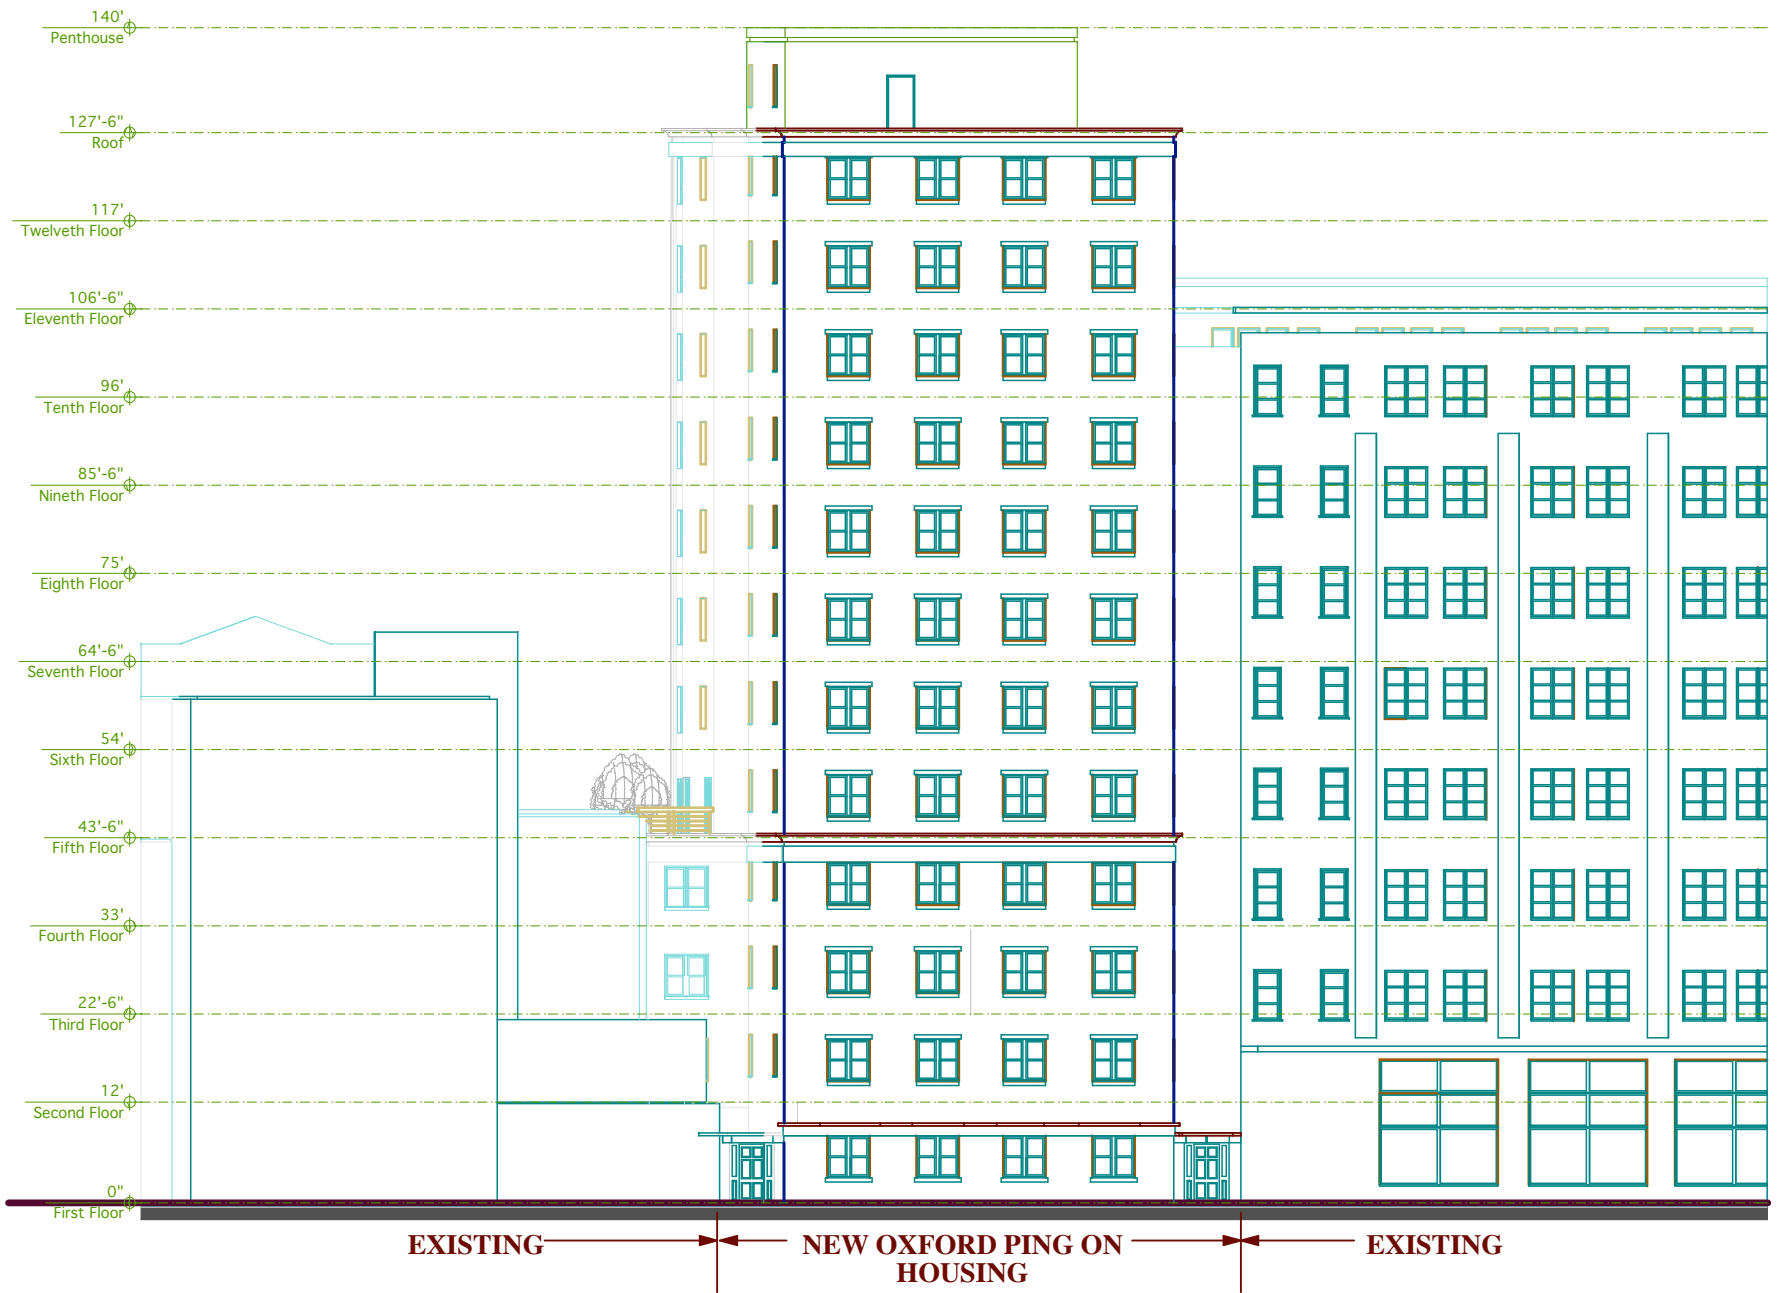 140'
Penthouse
127'-6"
Roof
117'
Twelveth Floor
106'-6"
Eleventh Floor
96'
Tenth Floor
85'-6"
Nineth Floor
75'
Eighth Floor
64'-6"
Seventh Floor
54'
Sixth Floor
43'-6"
Fifth Floor
33'
Fourth Floor
22'-6"
Third Floor
12'
Second Floor
0"
First Floor
EXISTING
NEW OXFORD PING ON
HOUSING
EXISTING